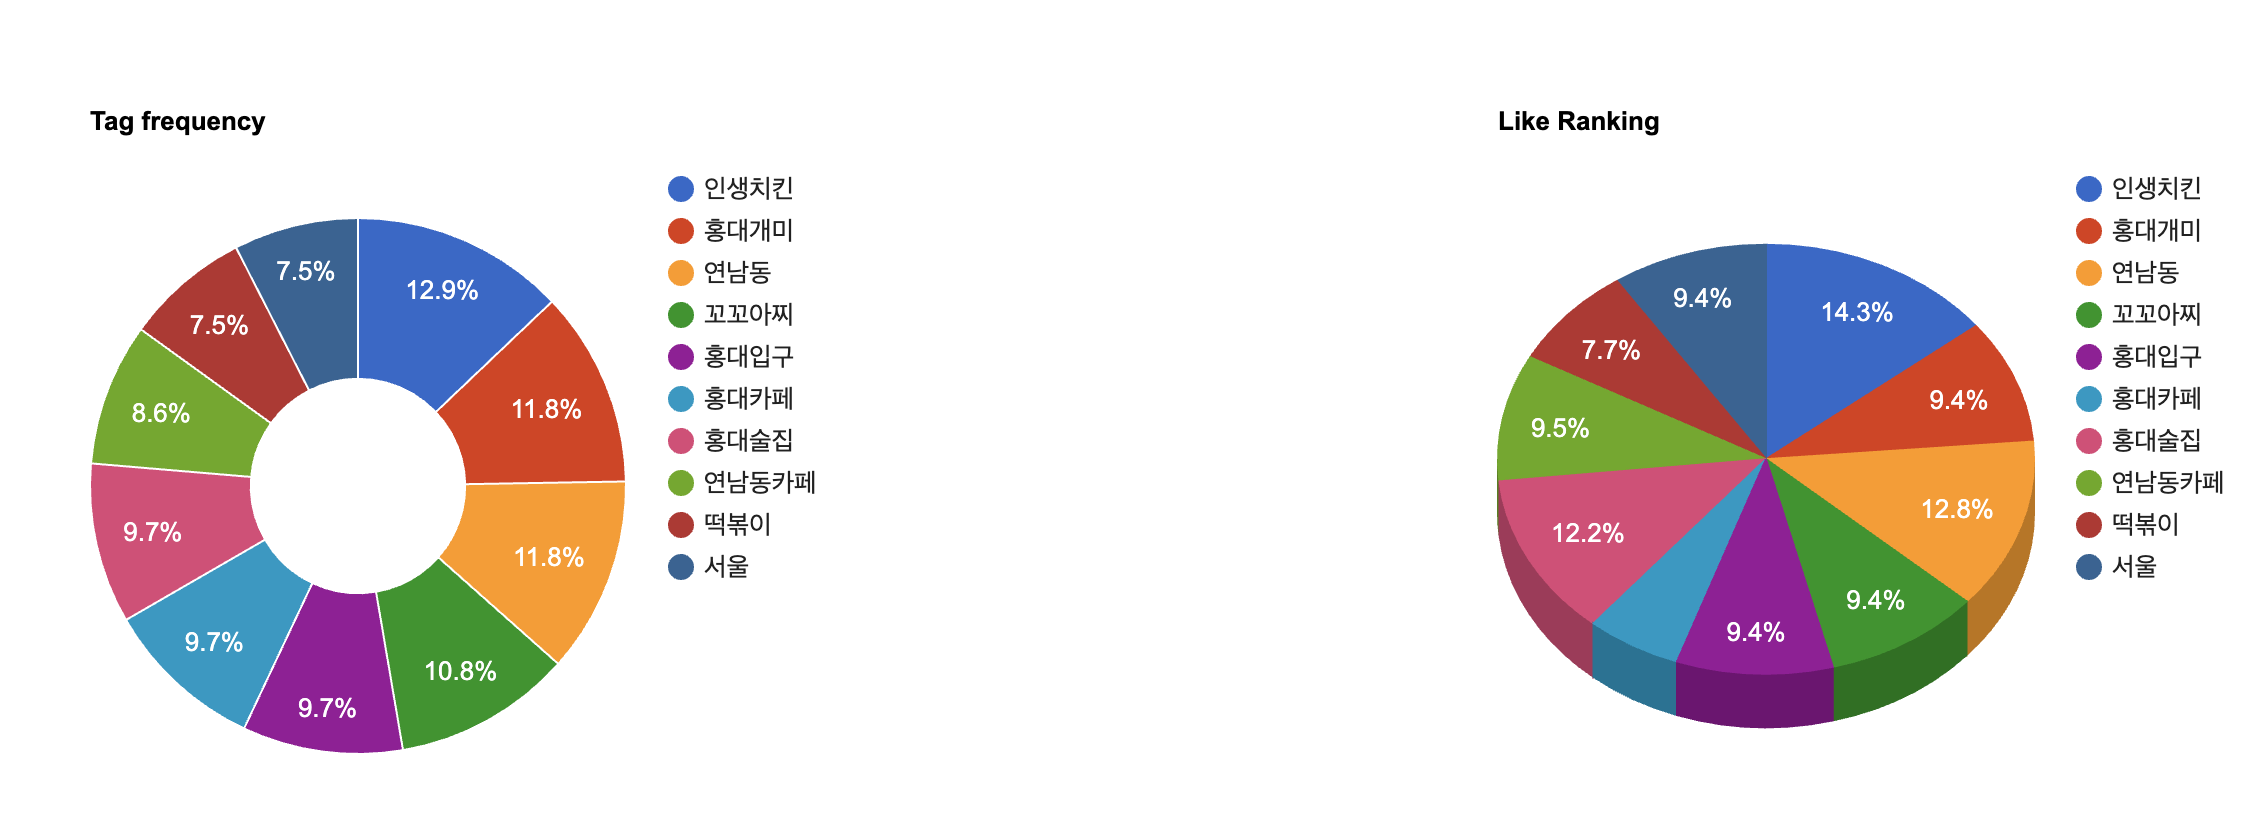 Tag frequency
인생치킨
홍대개미
연남동
꼬꼬아찌
홍대입구
홍대카페
홍대술집
연남동카페
떡볶이
서울
12.9%
11.8%
11.8%
10.8%
9.7%
9.7%
9.7%
8.6%
7.5%
7.5%
Like Ranking
인생치킨
홍대개미
연남동
꼬꼬아찌
홍대입구
홍대카페
홍대술집
연남동카페
떡볶이
서울
14.3%
9.4%
12.8%
9.4%
9.4%
12.2%
9.5%
7.7%
9.4%